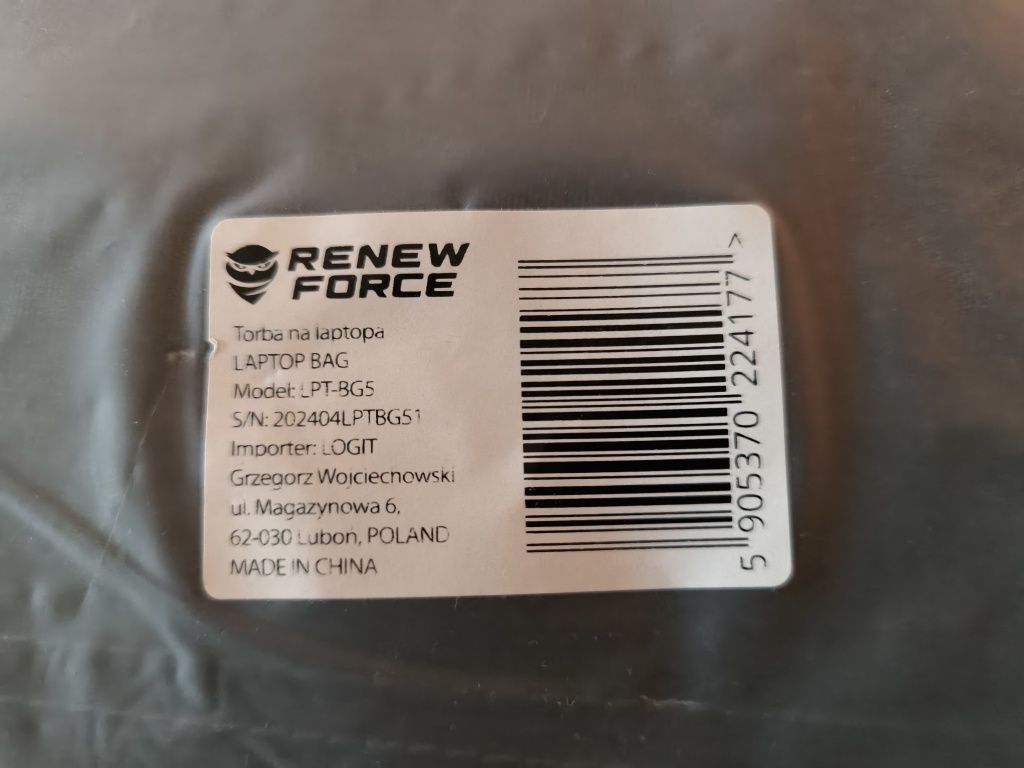 RENEW
FORCE
Torba na laptopa
LAPTOP BAG
Model: LPT-BG5
S/N: 202404LPTBG51
Importer: LOGIT
Grzegorz Wojciechowski
ul. Magazynowa 6,
62-030 Luboń, POLAND
MADE IN CHINA
5 905370 224177 >